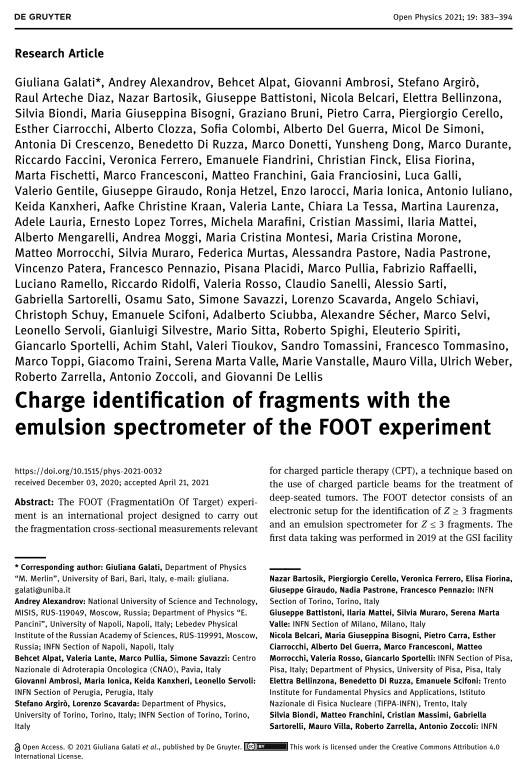 DE GRUYTER
Open Physics 2021; 19: 383–394
Research Article
Giuliana Galati*, Andrey Alexandrov, Behcet Alpat, Giovanni Ambrosi, Stefano Argirò,
Raul Arteche Diaz, Nazar Bartosik, Giuseppe Battistoni, Nicola Belcari, Elettra Bellinzona,
Silvia Biondi, Maria Giuseppina Bisogni, Graziano Bruni, Pietro Carra, Piergiorgio Cerello,
Esther Ciarrocchi, Alberto Clozza, Sofia Colombi, Alberto Del Guerra, Micol De Simoni,
Antonia Di Crescenzo, Benedetto Di Ruzza, Marco Donetti, Yunsheng Dong, Marco Durante,
Riccardo Faccini, Veronica Ferrero, Emanuele Fiandrini, Christian Finck, Elisa Fiorina,
Marta Fischetti, Marco Francesconi, Matteo Franchini, Gaia Franciosini, Luca Galli,
Valerio Gentile, Giuseppe Giraudo, Ronja Hetzel, Enzo Iarocci, Maria Ionica, Antonio Iuliano,
Keida Kanxheri, Aafke Christine Kraan, Valeria Lante, Chiara La Tessa, Martina Laurenza,
Adele Lauria, Ernesto Lopez Torres, Michela Marafini, Cristian Massimi, Ilaria Mattei,
Alberto Mengarelli, Andrea Moggi, Maria Cristina Montesi, Maria Cristina Morone,
Matteo Morrocchi, Silvia Muraro, Federica Murtas, Alessandra Pastore, Nadia Pastrone,
Vincenzo Patera, Francesco Pennazio, Pisana Placidi, Marco Pullia, Fabrizio Raffaelli,
Luciano Ramello, Riccardo Ridolfi, Valeria Rosso, Claudio Sanelli, Alessio Sarti,
Gabriella Sartorelli, Osamu Sato, Simone Savazzi, Lorenzo Scavarda, Angelo Schiavi,
Christoph Schuy, Emanuele Scifoni, Adalberto Sciubba, Alexandre Sécher, Marco Selvi,
Leonello Servoli, Gianluigi Silvestre, Mario Sitta, Roberto Spighi, Eleuterio Spiriti,
Giancarlo Sportelli, Achim Stahl, Valeri Tioukov, Sandro Tomassini, Francesco Tommasino,
Marco Toppi, Giacomo Traini, Serena Marta Valle, Marie Vanstalle, Mauro Villa, Ulrich Weber,
Roberto Zarrella, Antonio Zoccoli, and Giovanni De Lellis
Charge identification of fragments with the
emulsion spectrometer of the FOOT experiment
https://doi.org/10.1515/phys-2021-0032
received December 03, 2020; accepted April 21, 2021
Abstract: The FOOT (FragmentatiOn Of Target) experi-
ment is an international project designed to carry out
the fragmentation cross-sectional measurements relevant
for charged particle therapy (CPT), a technique based on
the use of charged particle beams for the treatment of
deep-seated tumors. The FOOT detector consists of an
electronic setup for the identification of Z ≥ 3 fragments
and an emulsion spectrometer for Z ≤ 3 fragments. The
first data taking was performed in 2019 at the GSI facility
* Corresponding author: Giuliana Galati, Department of Physics
"M. Merlin", University of Bari, Bari, Italy, e-mail: giuliana.
galati@uniba.it
Andrey Alexandrov: National University of Science and Technology,
MISIS, RUS-119049, Moscow, Russia; Department of Physics "E.
Pancini", University of Napoli, Napoli, Italy; Lebedev Physical
Institute of the Russian Academy of Sciences, RUS-119991, Moscow,
Russia; INFN Section of Napoli, Napoli, Italy
Behcet Alpat, Valeria Lante, Marco Pullia, Simone Savazzi: Centro
Nazionale di Adroterapia Oncologica (CNAO), Pavia, Italy
Giovanni Ambrosi, Maria Ionica, Keida Kanxheri, Leonello Servoli:
INFN Section of Perugia, Perugia, Italy
Stefano Argirò, Lorenzo Scavarda: Department of Physics,
University of Torino, Torino, Italy; INFN Section of Torino, Torino,
Italy
Nazar Bartosik, Piergiorgio Cerello, Veronica Ferrero, Elisa Fiorina,
Giuseppe Giraudo, Nadia Pastrone, Francesco Pennazio: INFN
Section of Torino, Torino, Italy
Giuseppe Battistoni, Ilaria Mattei, Silvia Muraro, Serena Marta
Valle: INFN Section of Milano, Milano, Italy
Nicola Belcari, Maria Giuseppina Bisogni, Pietro Carra, Esther
Ciarrocchi, Alberto Del Guerra, Marco Francesconi, Matteo
Morrocchi, Valeria Rosso, Giancarlo Sportelli: INFN Section of Pisa,
Pisa, Italy; Department of Physics, University of Pisa, Pisa, Italy
Elettra Bellinzona, Benedetto Di Ruzza, Emanuele Scifoni: Trento
Institute for Fundamental Physics and Applications, Istituto
Nazionale di Fisica Nucleare (TIFPA-INFN), Trento, Italy
Silvia Biondi, Matteo Franchini, Cristian Massimi, Gabriella
Sartorelli, Mauro Villa, Roberto Zarrella, Antonio Zoccoli: INFN
Open Access. © 2021 Giuliana Galati et al., published by De Gruyter. CC BY This work is licensed under the Creative Commons Attribution 4.0
International License.